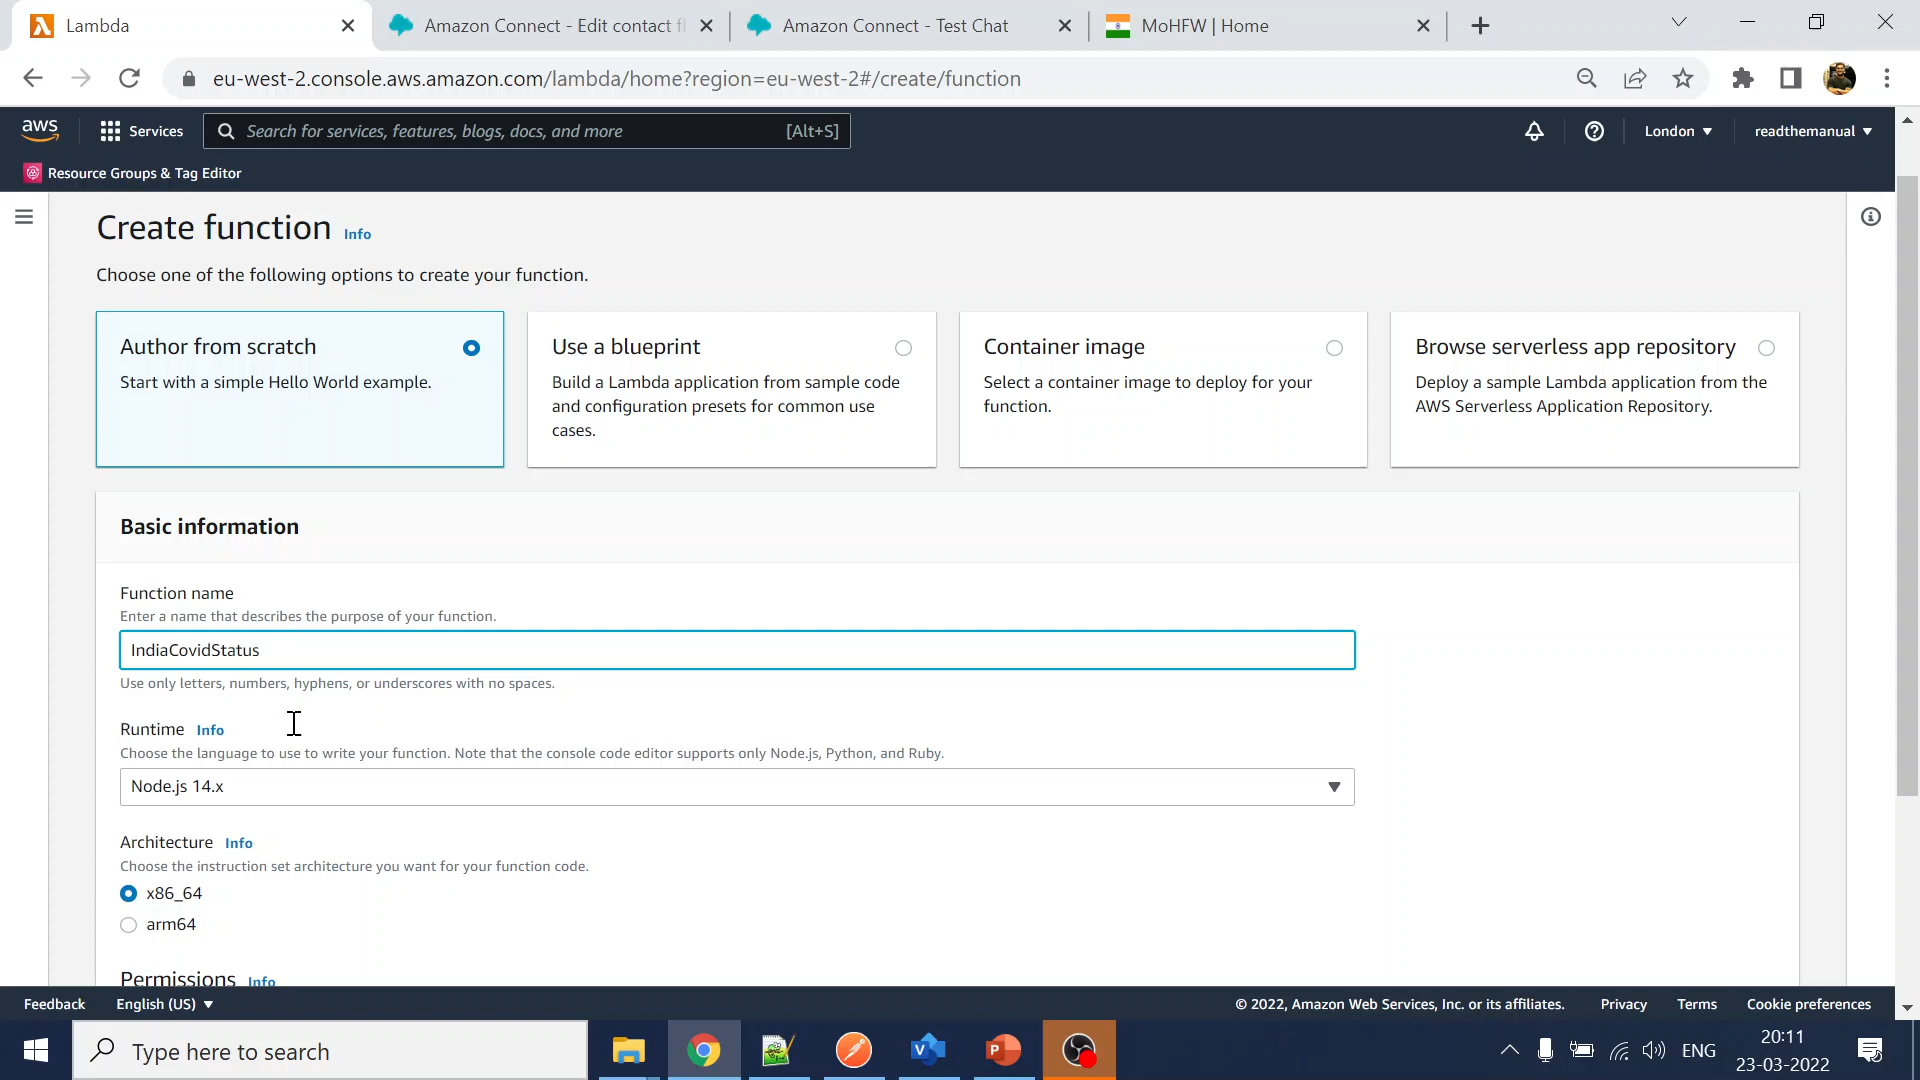 Lambda
Amazon Connect - Edit contact fl
Amazon Connect - Test Chat
MoHFW | Home
eu-west-2.console.aws.amazon.com/lambda/home?region=eu-west-2#/create/function
aws
Services
Search for services, features, blogs, docs, and more
[Alt+S]
London
readthemanual
Resource Groups & Tag Editor
Create function Info
Choose one of the following options to create your function.
Author from scratch
Start with a simple Hello World example.
Use a blueprint
Build a Lambda application from sample code
and configuration presets for common use
cases.
Container image
Select a container image to deploy for your
function.
Browse serverless app repository
Deploy a sample Lambda application from the
AWS Serverless Application Repository.
Basic information
Function name
Enter a name that describes the purpose of your function.
IndiaCovidStatus
Use only letters, numbers, hyphens, or underscores with no spaces.
Runtime Info
Choose the language to use to write your function. Note that the console code editor supports only Node.js, Python, and Ruby.
Node.js 14.x
Architecture Info
Choose the instruction set architecture you want for your function code.
x86_64
arm64
Permissions Info
Feedback
English (US)
© 2022, Amazon Web Services, Inc. or its affiliates.
Privacy
Terms
Cookie preferences
Type here to search
ENG
20:11
23-03-2022